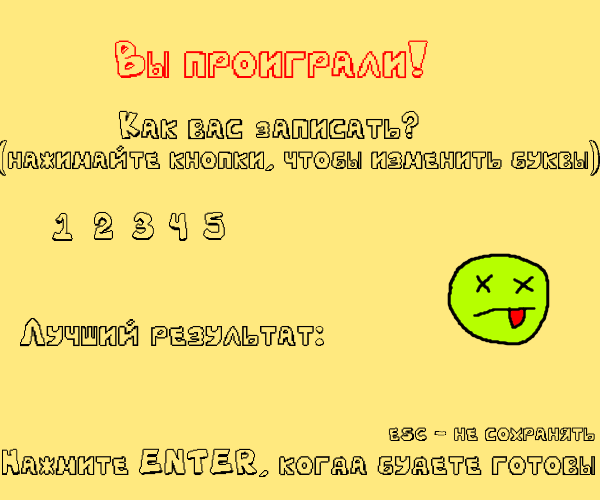 Вы проиграли!
Как вас записать?
(нажимайте кнопки, чтобы изменить буквы)
1 2 3 4 5
Лучший результат:
ESC - не сохранять
Нажмите ENTER, когда будете готовы